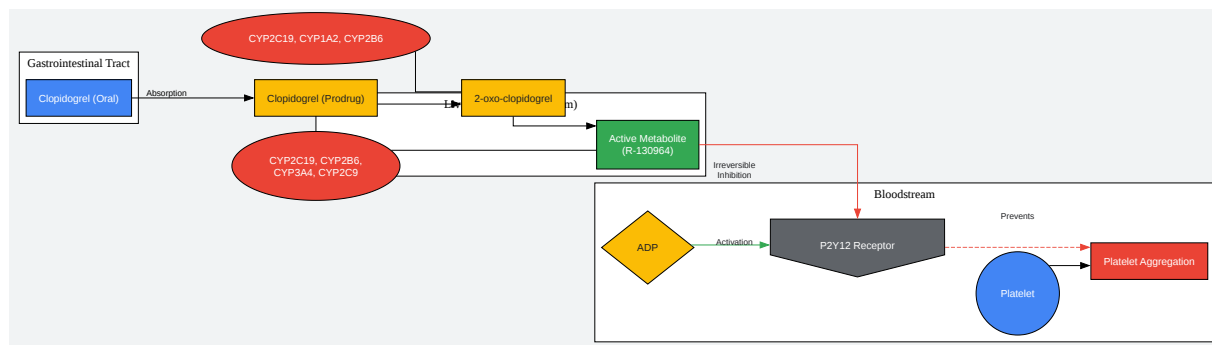 CYP2C19, CYP1A2, CYP2B6
Gastrointestinal Tract
Clopidogrel (Oral)
Absorption
Clopidogrel (Prodrug)
2-oxo-clopidogrel
Active Metabolite
(R-130964)
CYP2C19, CYP2B6,
CYP3A4, CYP2C9
Irreversible
Inhibition
Bloodstream
Prevents
ADP
Activation
P2Y12 Receptor
Platelet Aggregation
Platelet